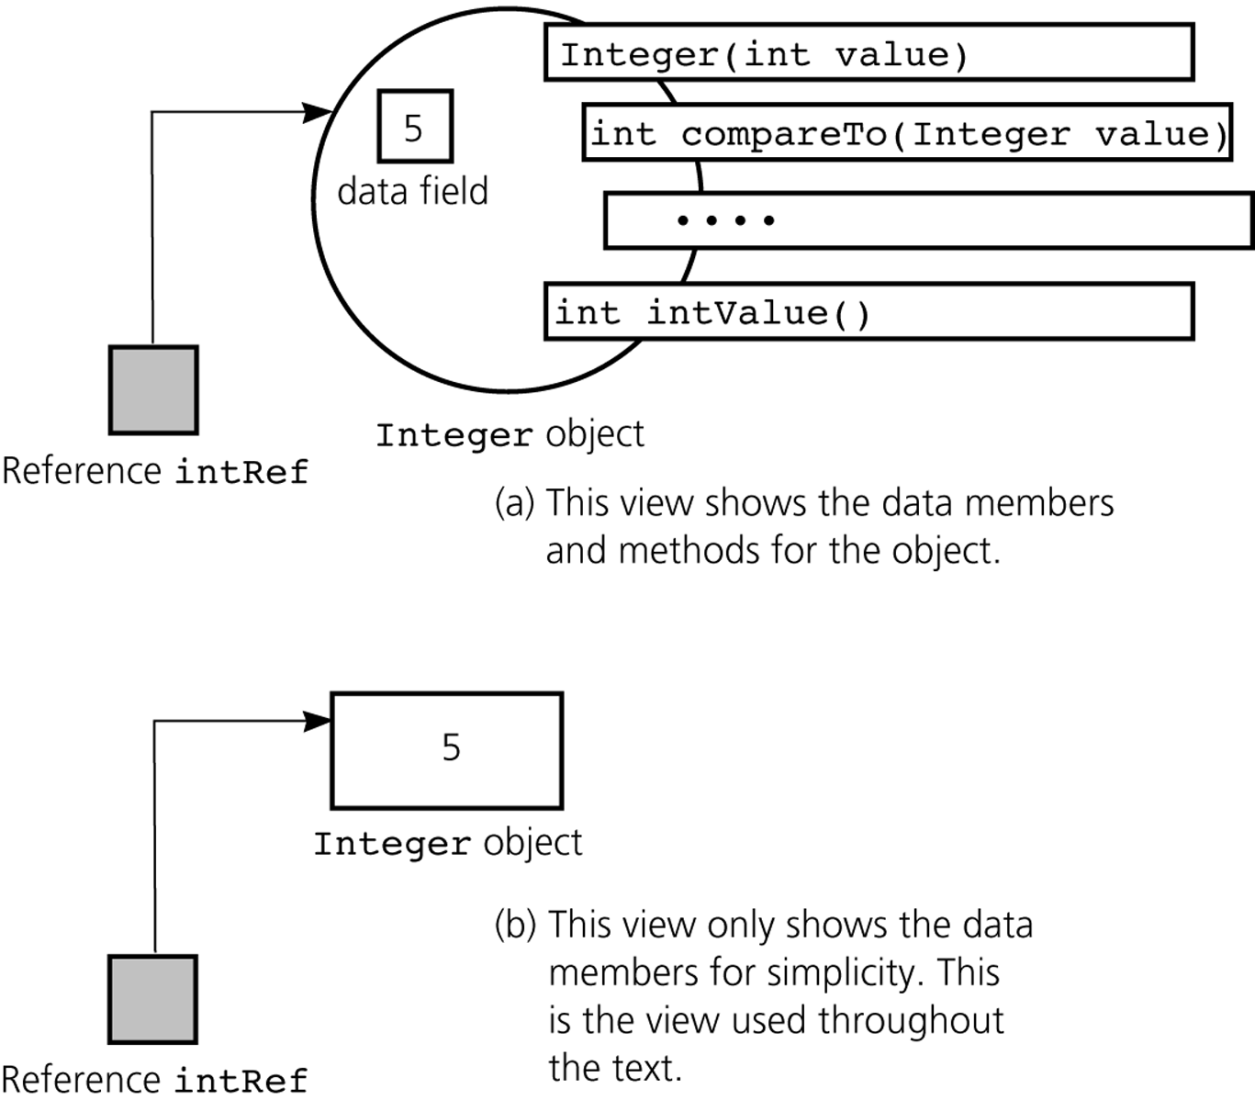 Integer(int value)
5
int compareTo(Integer value)
data field
••••
int intValue()
Integer object
Reference intRef
(a) This view shows the data members
and methods for the object.
5
Integer object
(b) This view only shows the data
members for simplicity. This
is the view used throughout
the text.
Reference intRef